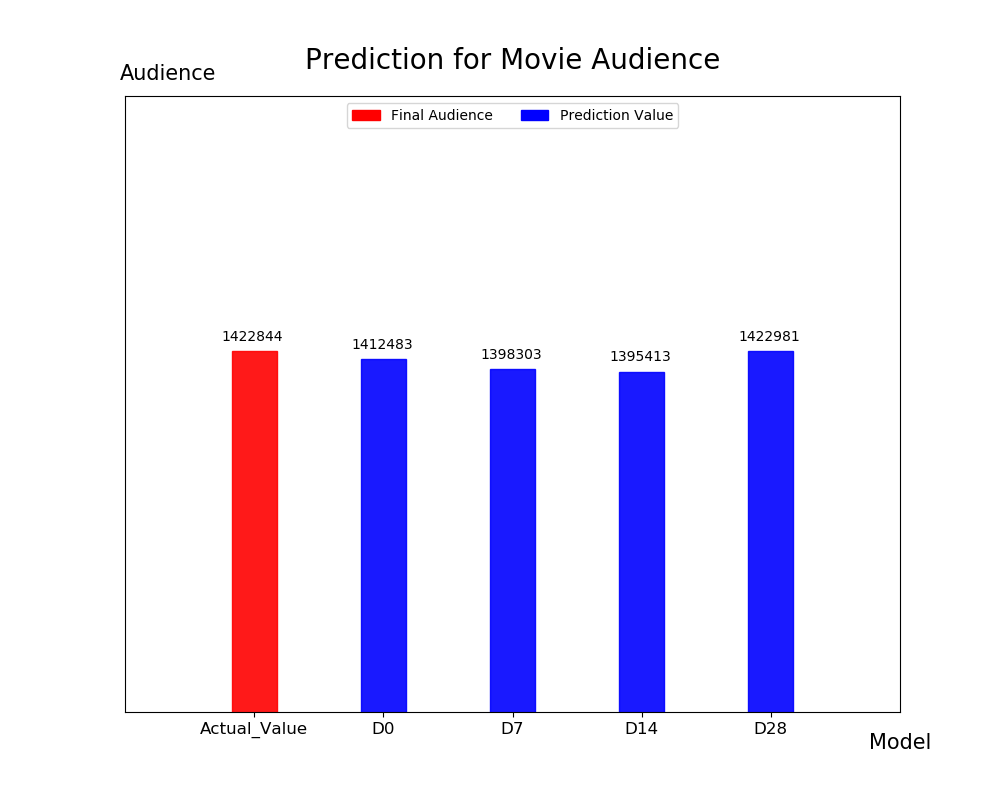 Prediction for Movie Audience
Audience
Final Audience Prediction Value
1422844 1412483 1398303 1395413 1422981
Actual_Value D0 D7 D14 D28
Model